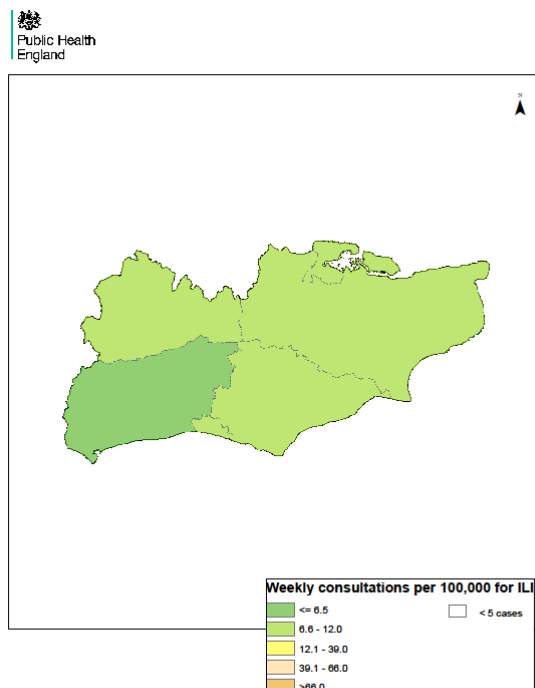 Public Health
England
N
Weekly consultations per 100,000 for ILI
<= 6.5
< 5 cases
6.6 - 12.0
12.1 - 39.0
39.1 - 66.0
>66.0